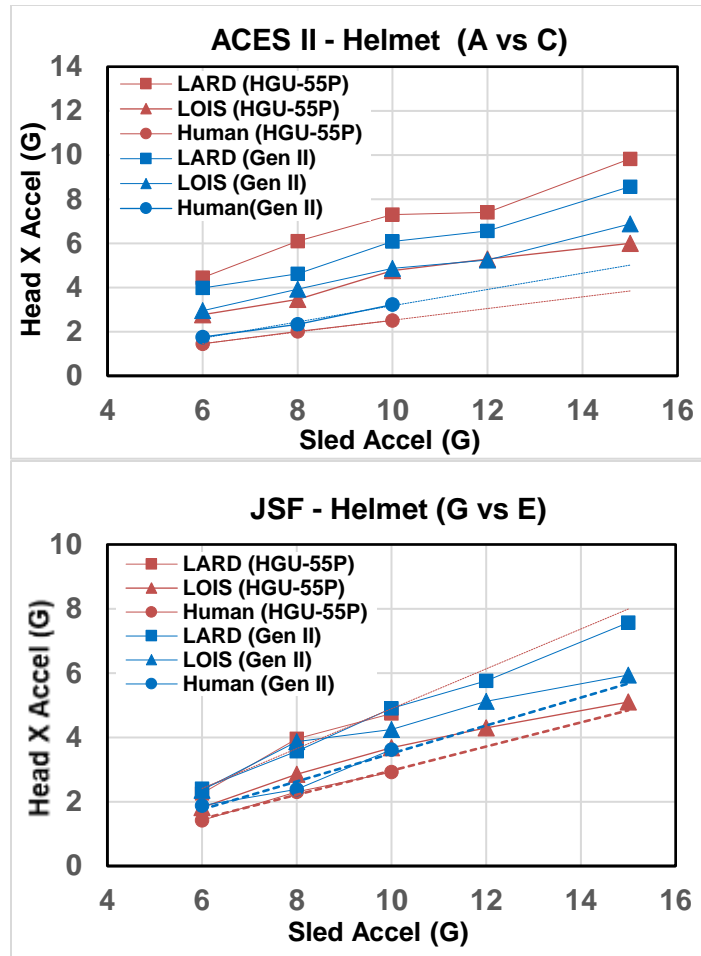 ACES II - Helmet (A vs C)
14
12
10
8
6
4
2
0
Head X Accel (G)
LARD (HGU-55P)
LOIS (HGU-55P)
Human (HGU-55P)
LARD (Gen II)
LOIS (Gen II)
Human(Gen II)
4 6 8 10 12 14 16
Sled Accel (G)
JSF - Helmet (G vs E)
10
8
6
4
2
0
Head X Accel (G)
LARD (HGU-55P)
LOIS (HGU-55P)
Human (HGU-55P)
LARD (Gen II)
LOIS (Gen II)
Human (Gen II)
4 6 8 10 12 14 16
Sled Accel (G)